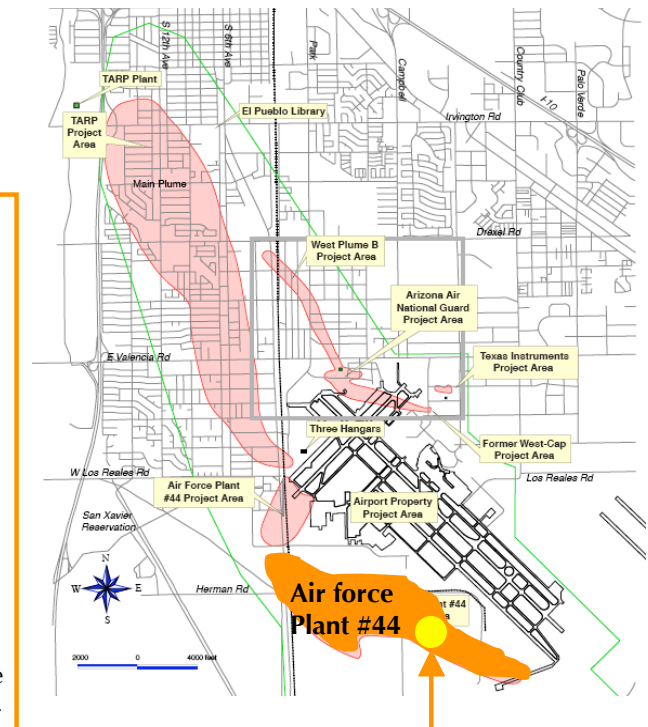 S 12th Ave
S 6th Ave
Park
Campbell
Country Club
Palo Verde
I-10
TARP Plant
TARP
Project
Area
El Pueblo Library
Irvington Rd
Main Plume
Drexel Rd
West Plume B
Project Area
Arizona Air
National Guard
Project Area
E Valencia Rd
Texas Instruments
Project Area
Three Hangars
Former West-Cap
Project Area
W Los Reales Rd
Los Reales Rd
Air Force Plant
#44 Project Area
Airport Property
Project Area
San Xavier
Reservation
N
W
E
S
Herman Rd
Air force
Plant #44
#44
2000
0
4000 feet